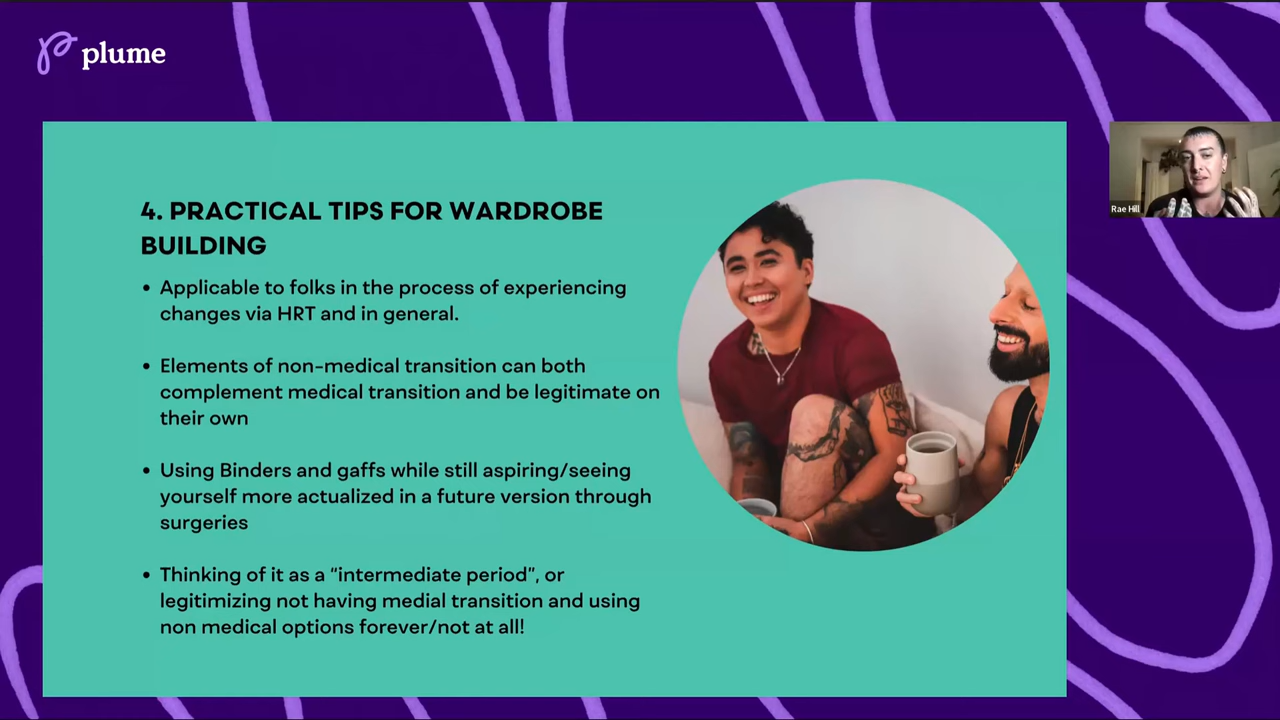 plume
4. PRACTICAL TIPS FOR WARDROBE
BUILDING
• Applicable to folks in the process of experiencing
changes via HRT and in general.
• Elements of non-medical transition can both
complement medical transition and be legitimate on
their own
• Using Binders and gaffs while still aspiring/seeing
yourself more actualized in a future version through
surgeries
• Thinking of it as a “intermediate period”, or
legitimizing not having medial transition and using
non medical options forever/not at all!
Rae Hill